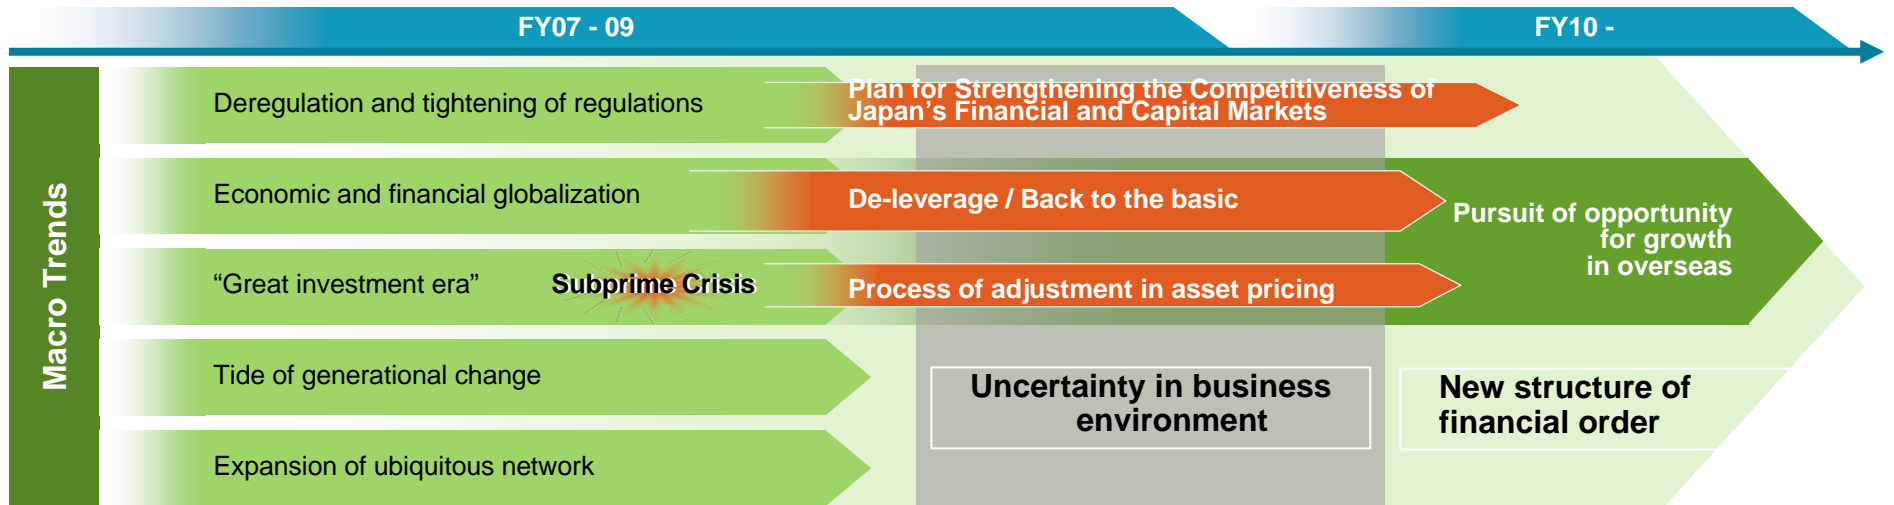 FY07 - 09
FY10 -
Macro Trends
Deregulation and tightening of regulations
Plan for Strengthening the Competitiveness of
Japan's Financial and Capital Markets
Economic and financial globalization
De-leverage / Back to the basic
Pursuit of opportunity
for growth
in overseas
“Great investment era”
Subprime Crisis
Process of adjustment in asset pricing
Tide of generational change
Uncertainty in business
environment
New structure of
financial order
Expansion of ubiquitous network